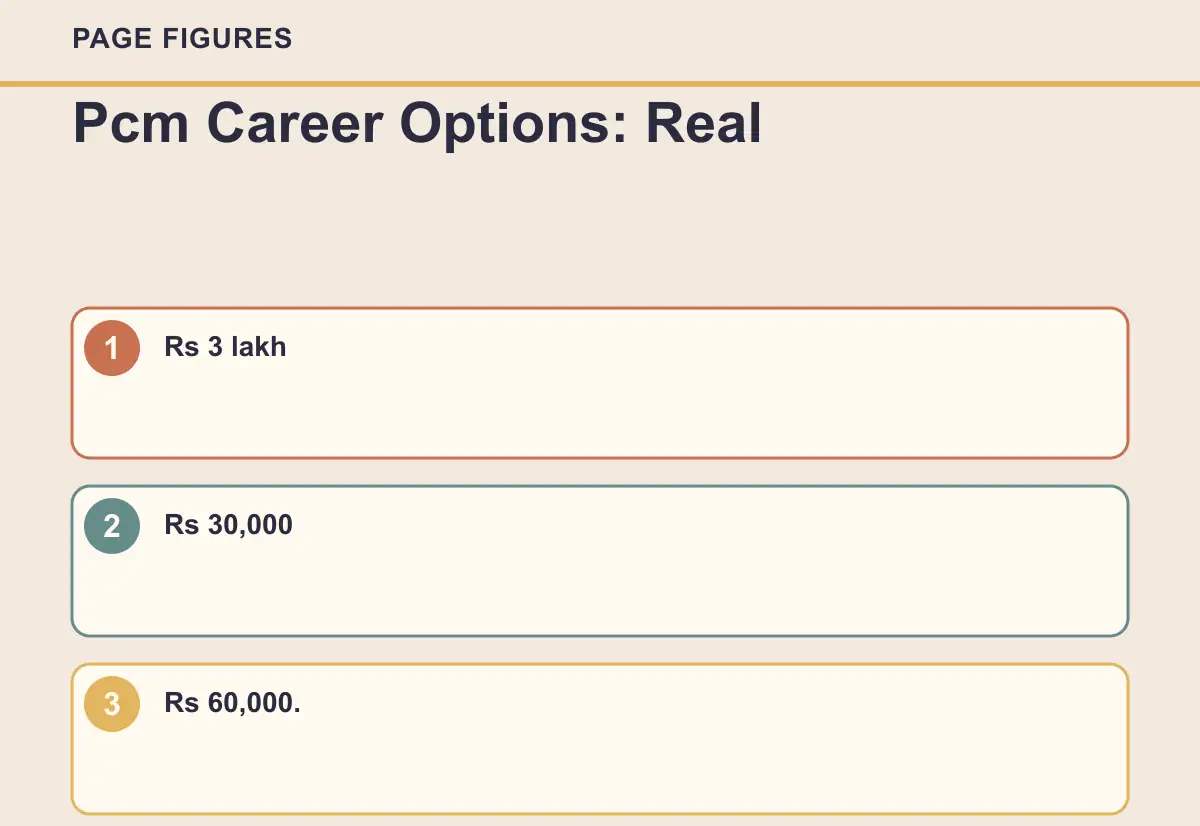 PAGE FIGURES
Pcm Career Options: Real
1 Rs 3 lakh
2 Rs 30,000
3 Rs 60,000.